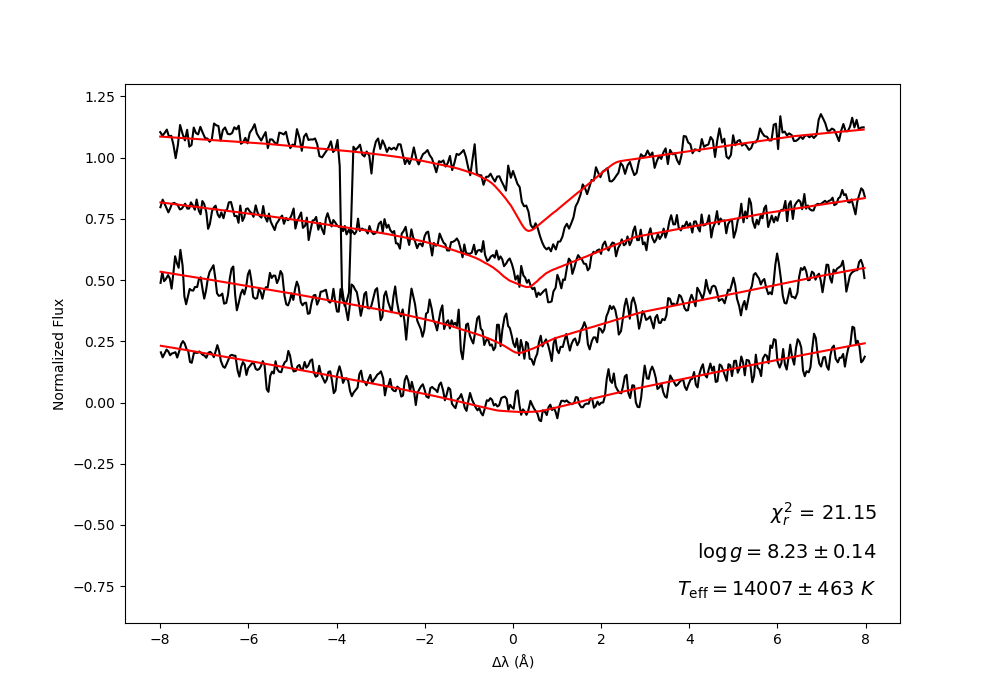 Normalized Flux
1.25
1.00
0.75
0.50
0.25
0.00
−0.25
−0.50
−0.75
χ²ᵣ = 21.15
log g = 8.23 ± 0.14
T_eff = 14007 ± 463 K
−8 −6 −4 −2 0 2 4 6 8
Δλ (Å)